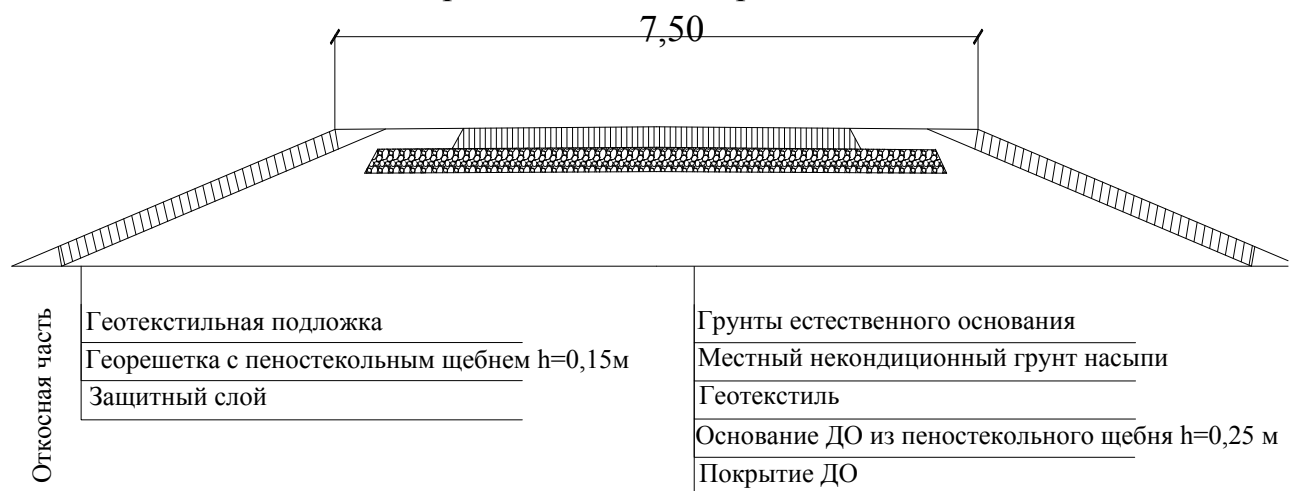 7,50
Откосная часть
Геотекстильная подложка
Георешетка с пеностекольным щебнем h=0,15м
Защитный слой
Грунты естественного основания
Местный некондиционный грунт насыпи
Геотекстиль
Основание ДО из пеностекольного щебня h=0,25 м
Покрытие ДО